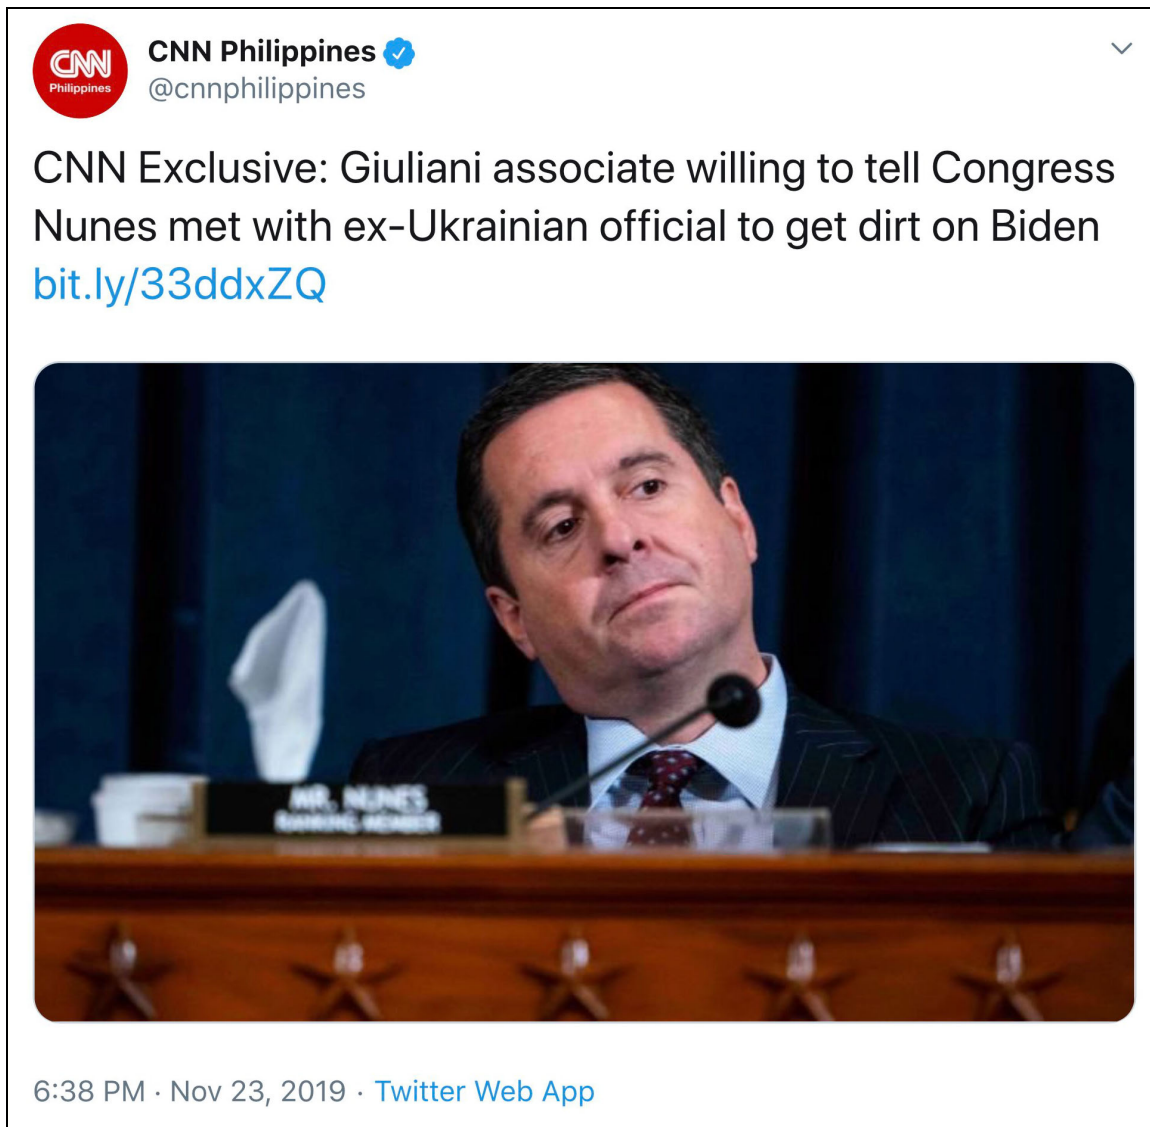 CNN
Philippines
CNN Philippines
@cnnphilippines
CNN Exclusive: Giuliani associate willing to tell Congress
Nunes met with ex-Ukrainian official to get dirt on Biden
bit.ly/33ddxZQ
MR. NUNES
RANKING MEMBER
6:38 PM · Nov 23, 2019 · Twitter Web App